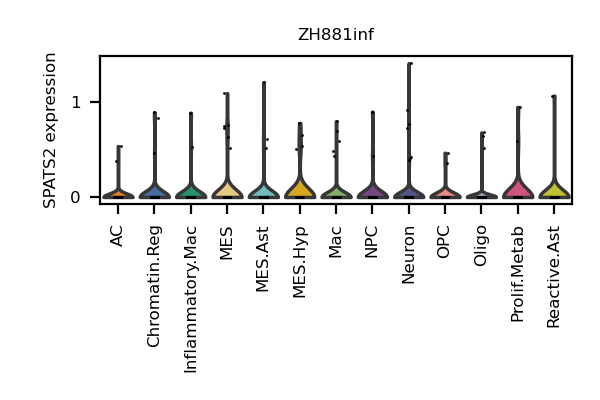 ZH881inf
SPATS2 expression
1
0
AC
Chromatin.Reg
Inflammatory.Mac
MES
MES.Ast
MES.Hyp
Mac
NPC
Neuron
OPC
Oligo
Prolif.Metab
Reactive.Ast